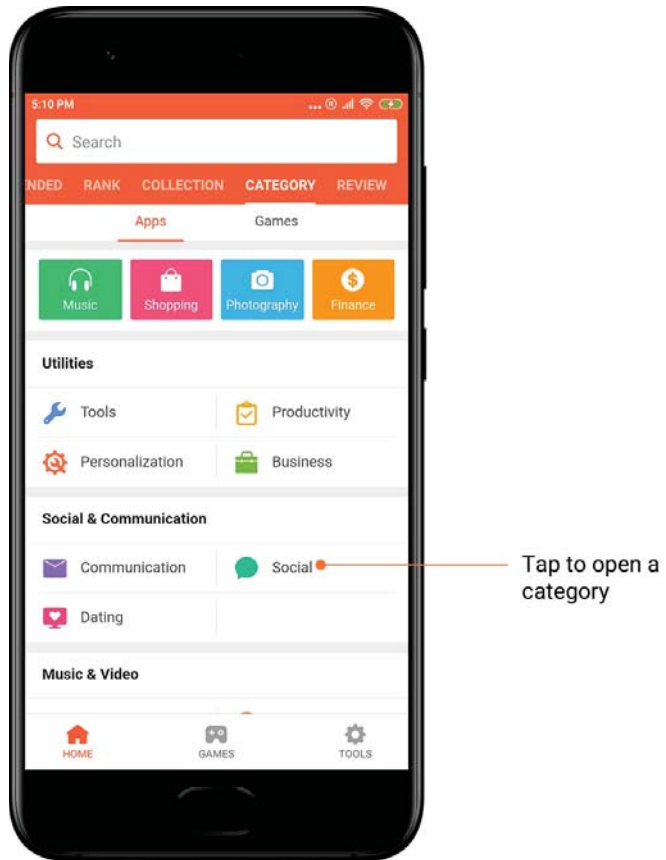 5:10 PM
Search
NDED RANK COLLECTION CATEGORY REVIEW
Apps Games
Music Shopping Photography Finance
Utilities
Tools Productivity
Personalization Business
Social & Communication
Communication Social
Tap to open a
category
Dating
Music & Video
HOME GAMES TOOLS